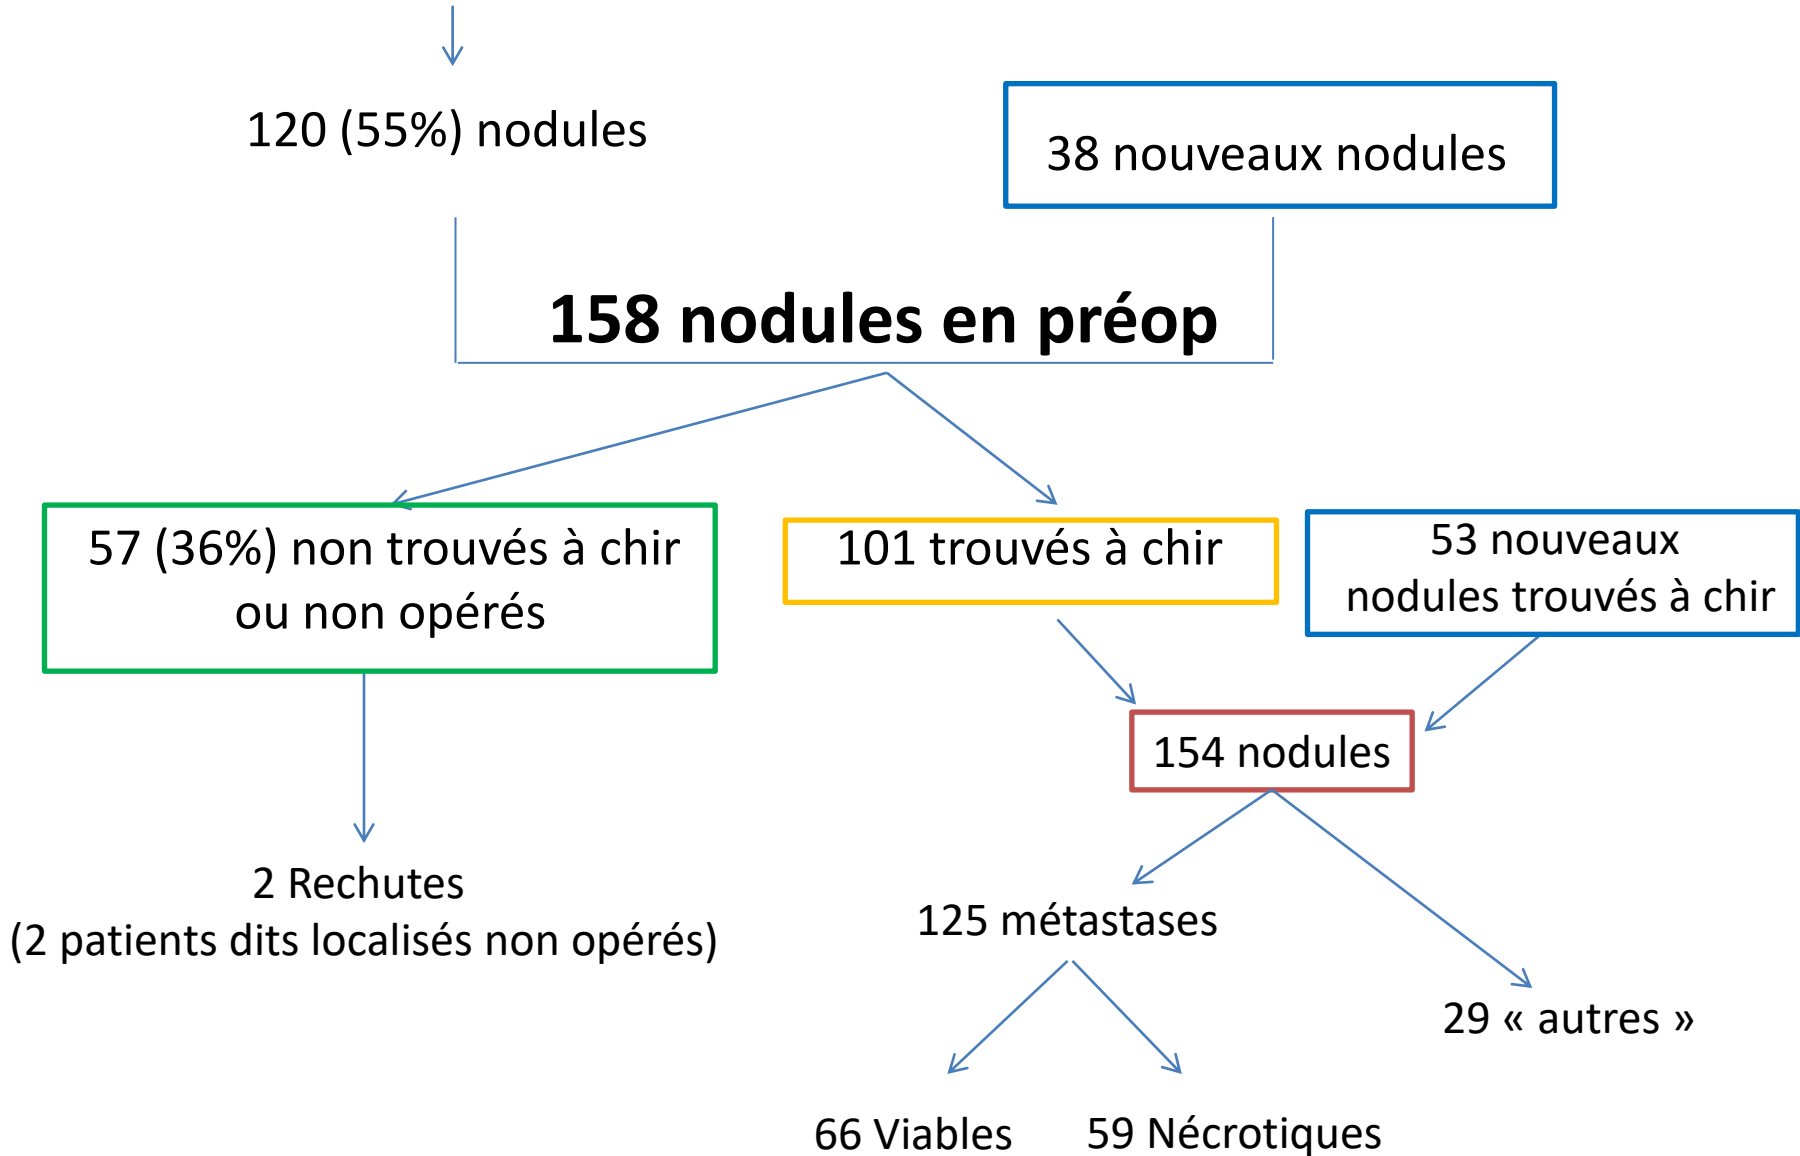 120 (55%) nodules
38 nouveaux nodules
158 nodules en préop
57 (36%) non trouvés à chir
ou non opérés
101 trouvés à chir
53 nouveaux
nodules trouvés à chir
154 nodules
2 Rechutes
(2 patients dits localisés non opérés)
125 métastases
29 « autres »
66 Viables
59 Nécrotiques